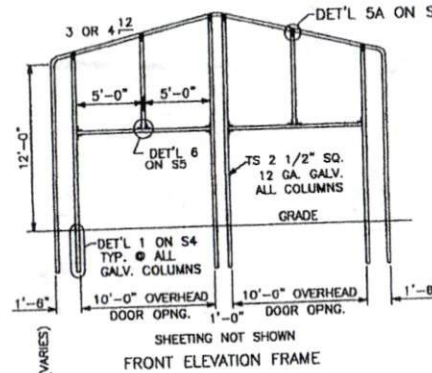 DET'L 5A ON S
3 OR 4 12
5'-0" 5'-0"
12'-0"
DET'L 6
ON S5
TS 2 1/2" SQ.
12 GA. GALV.
ALL COLUMNS
GRADE
DET'L 1 ON S4
TYP. @ ALL
GALV. COLUMNS
1'-6" 10'-0" OVERHEAD 10'-0" OVERHEAD 1'-6
DOOR OPNG. 1'-0" DOOR OPNG.
SHEETING NOT SHOWN
FRONT ELEVATION FRAME
VARIES)